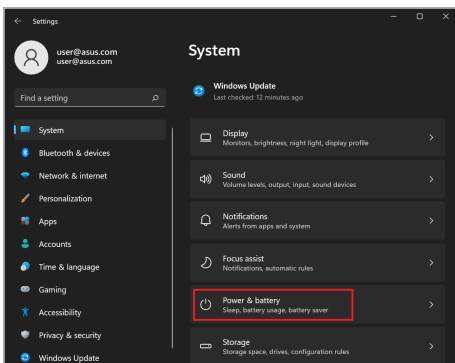 Settings
user@asus.com
user@asus.com
Find a setting
System
Bluetooth & devices
Network & internet
Personalization
Apps
Accounts
Time & language
Gaming
Accessibility
Privacy & security
Windows Update
System
Windows Update
Last checked: 12 minutes ago
Display
Monitors, brightness, night light, display profile
Sound
Volume levels, output, input, sound devices
Notifications
Alerts from apps and system
Focus assist
Notifications, automatic rules
Power & battery
Sleep, battery usage, battery saver
Storage
Storage space, drives, configuration rules